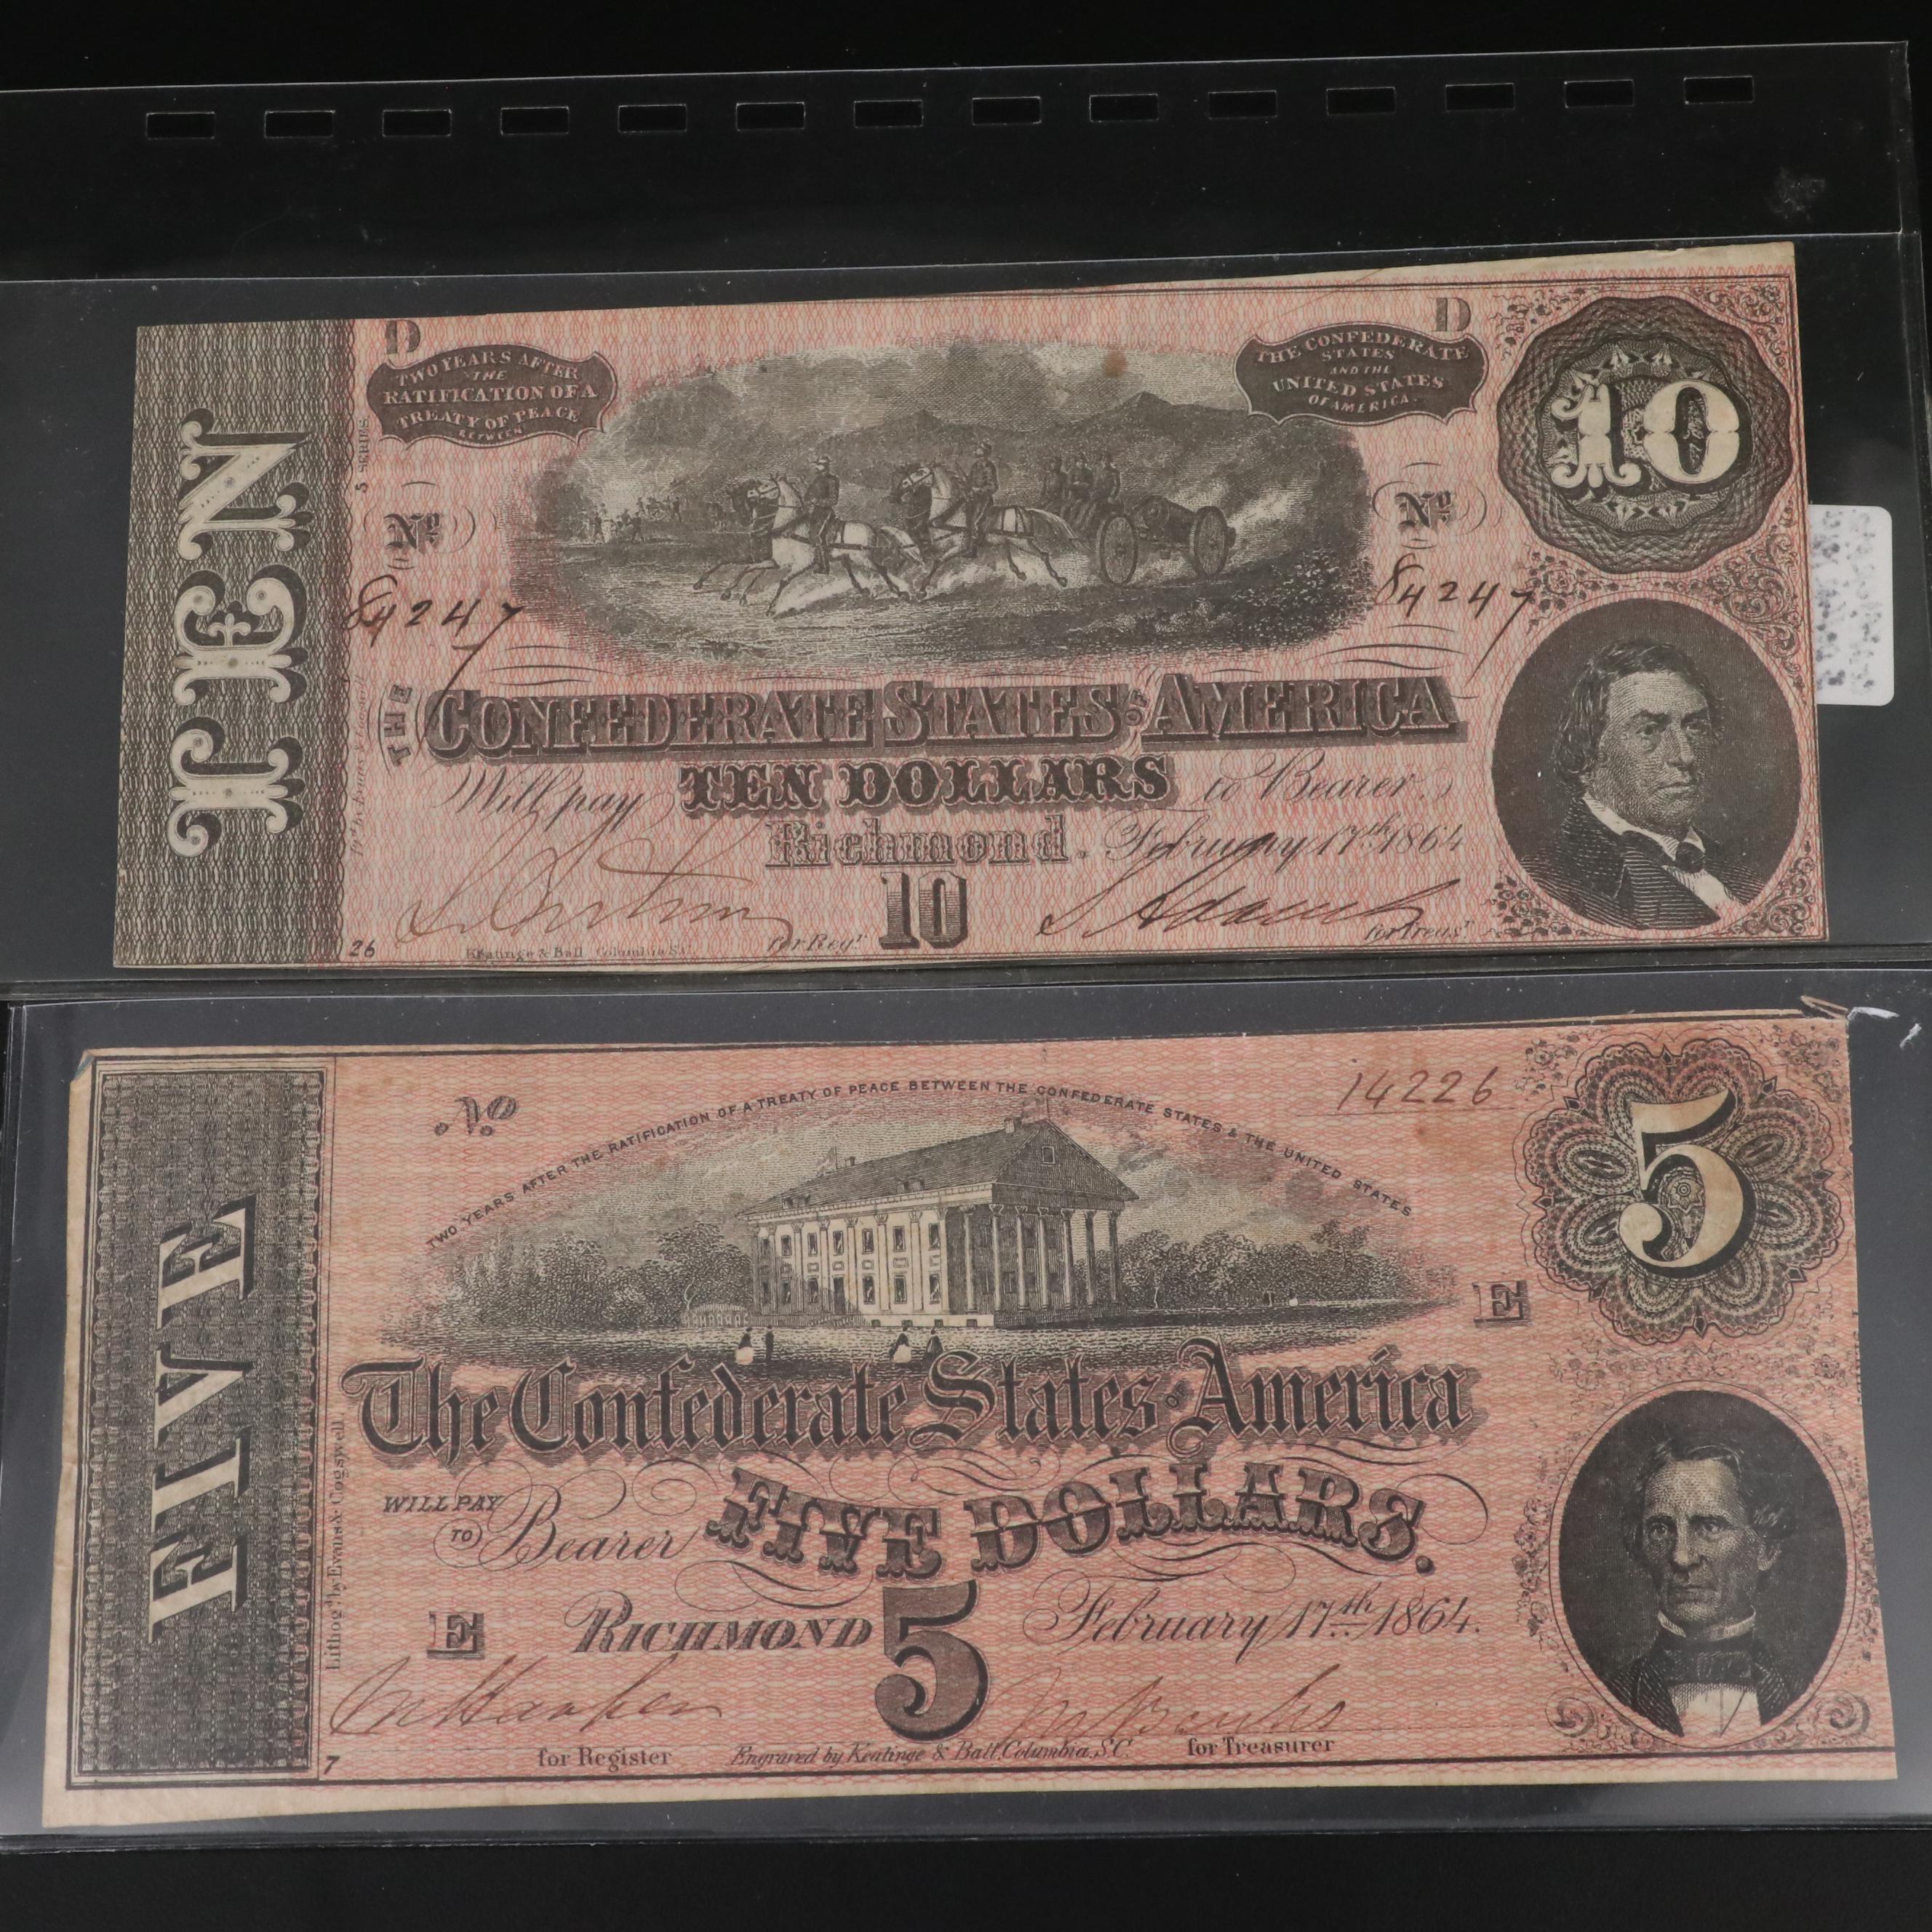 TEN
D
D
TWO YEARS AFTER
THE
RATIFICATION OF A
TREATY OF PEACE
BETWEEN
THE CONFEDERATE
STATES
AND THE
UNITED STATES
OF AMERICA.
10
5 SERIES
No
No
84247
84247
THE CONFEDERATE STATES OF AMERICA
Will pay TEN DOLLARS to Bearer.
Richmond. February 17th 1864
10
26
Keatinge & Ball, Columbia S.C.
for Regr.
for Treasr.
FIVE
No
14226
TWO YEARS AFTER THE RATIFICATION OF A TREATY OF PEACE BETWEEN THE CONFEDERATE STATES & THE UNITED STATES
5
E
The Confederate States of America
WILL PAY
TO Bearer FIVE DOLLARS.
E
RICHMOND 5 February 17th 1864.
Lithog'd by Evans & Cogswell
7
for Register
Engraved by Keatinge & Ball, Columbia, S.C.
for Treasurer